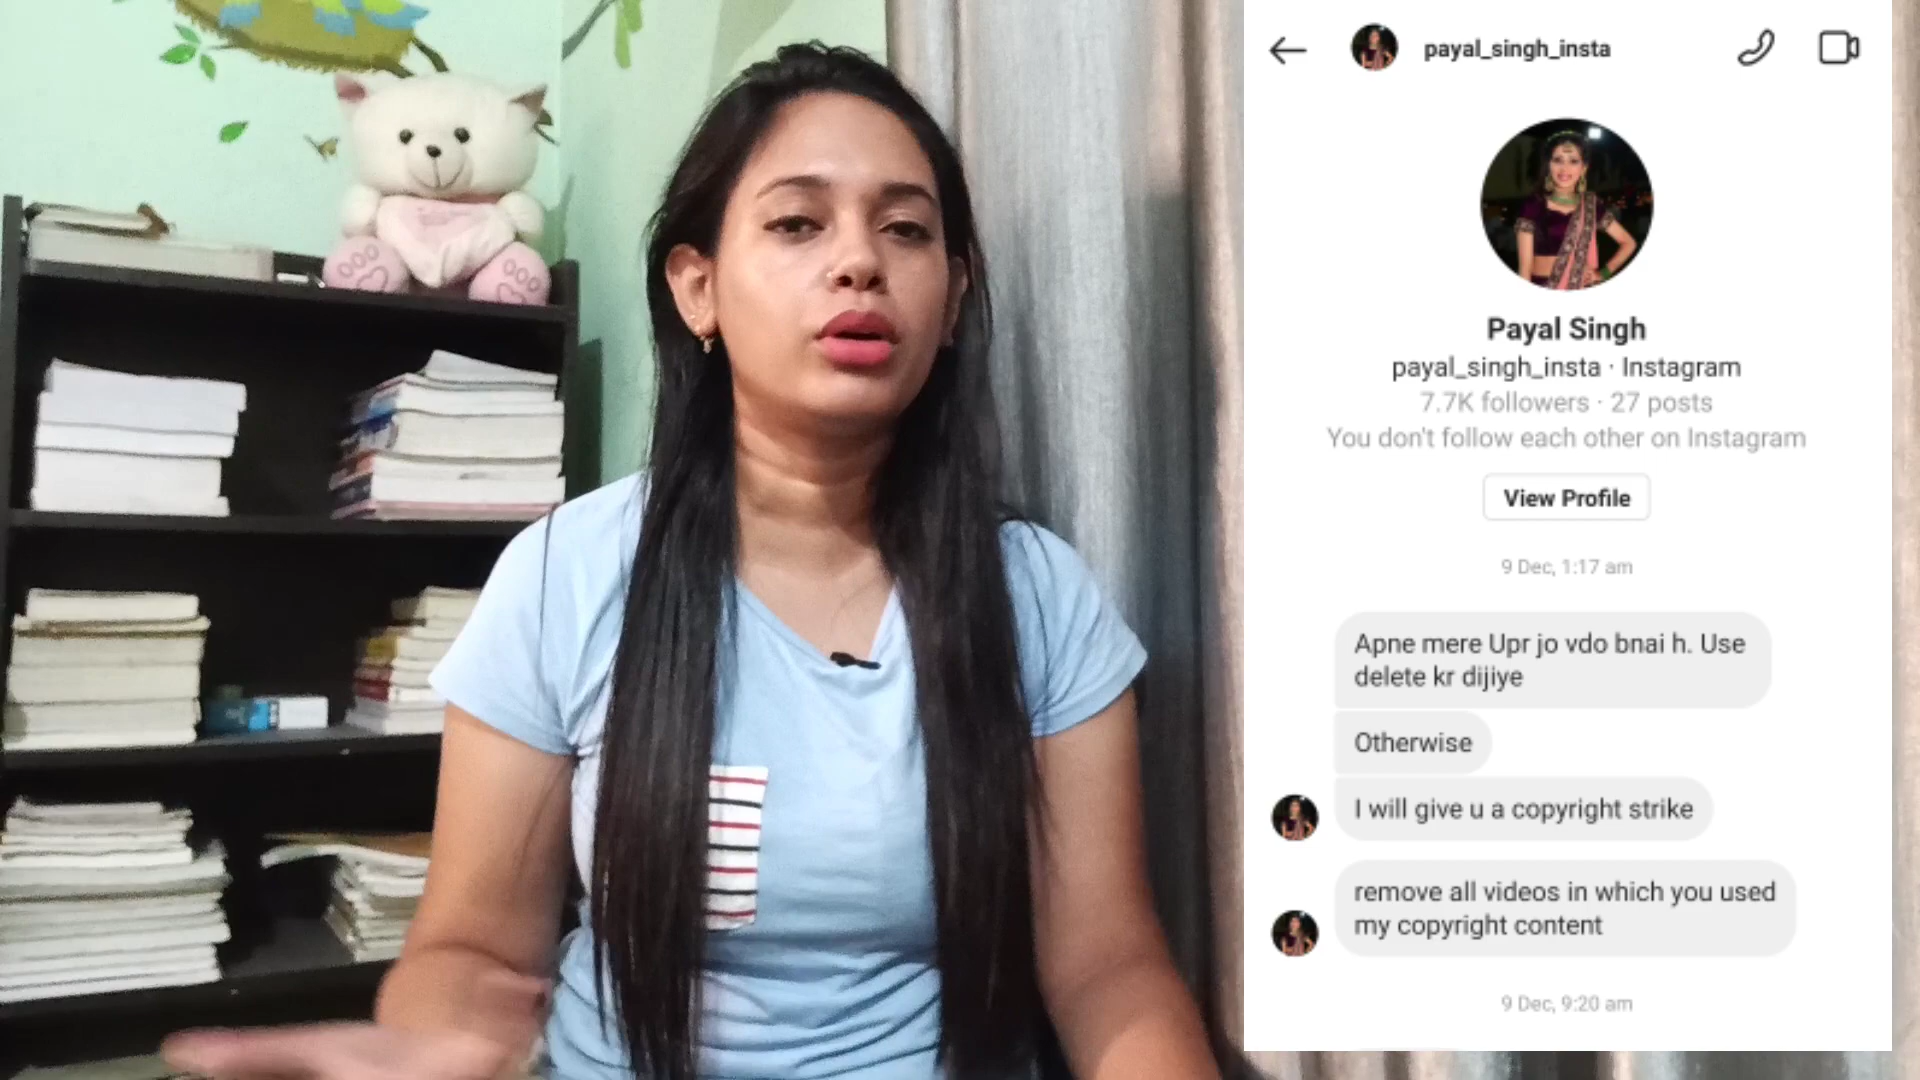 payal_singh_insta
Payal Singh
payal_singh_insta · Instagram
7.7K followers · 27 posts
You don't follow each other on Instagram
View Profile
9 Dec, 1:17 am
Apne mere Upr jo vdo bnai h. Use
delete kr dijiye
Otherwise
I will give u a copyright strike
remove all videos in which you used
my copyright content
9 Dec, 9:20 am